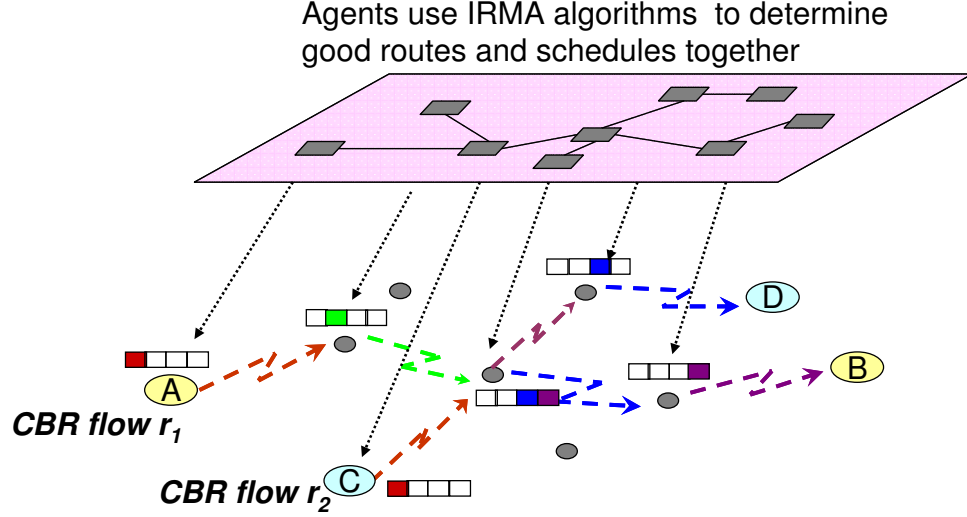 Agents use IRMA algorithms to determine
good routes and schedules together
D
B
A
CBR flow r1
C
CBR flow r2